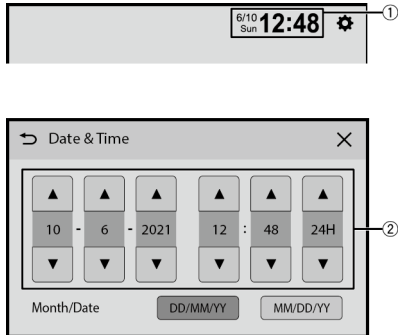 6/10
Sun 12:48
①
Date & Time
10 - 6 - 2021 12 : 48 24H
②
Month/Date DD/MM/YY MM/DD/YY